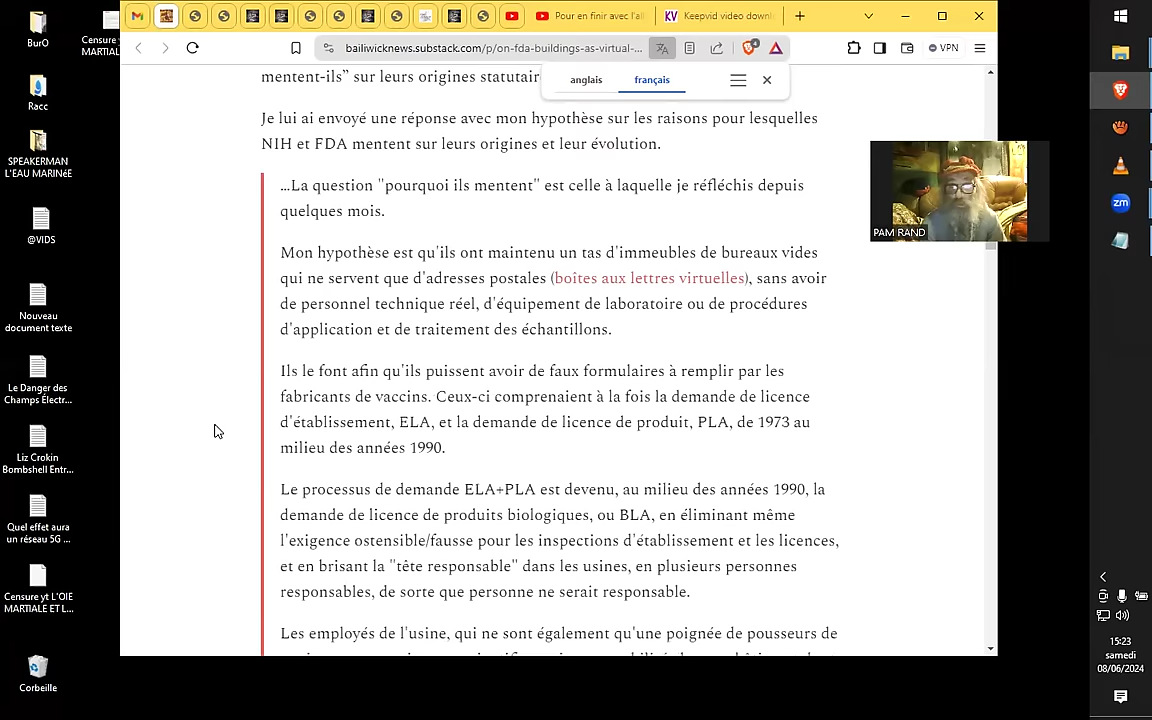 BurO
Censure yt
MARTIALE ET L...
Racc
SPEAKERMAN
L'EAU MARINéE
@VIDS
Nouveau
document texte
Le Danger des
Champs Électr...
Liz Crokin
Bombshell Entr...
Quel effet aura
un réseau 5G ...
Censure yt L'OIE
MARTIALE ET L...
Corbeille
Pour en finir avec l'all
KV Keepvid video downl
bailiwicknews.substack.com/p/on-fda-buildings-as-virtual-...
4
VPN
anglais
français
mentent-ils” sur leurs origines statutair
Je lui ai envoyé une réponse avec mon hypothèse sur les raisons pour lesquelles
NIH et FDA mentent sur leurs origines et leur évolution.
…La question "pourquoi ils mentent" est celle à laquelle je réfléchis depuis
quelques mois.
Mon hypothèse est qu'ils ont maintenu un tas d'immeubles de bureaux vides
qui ne servent que d'adresses postales (boîtes aux lettres virtuelles), sans avoir
de personnel technique réel, d'équipement de laboratoire ou de procédures
d'application et de traitement des échantillons.
Ils le font afin qu'ils puissent avoir de faux formulaires à remplir par les
fabricants de vaccins. Ceux-ci comprenaient à la fois la demande de licence
d'établissement, ELA, et la demande de licence de produit, PLA, de 1973 au
milieu des années 1990.
Le processus de demande ELA+PLA est devenu, au milieu des années 1990, la
demande de licence de produits biologiques, ou BLA, en éliminant même
l'exigence ostensible/fausse pour les inspections d'établissement et les licences,
et en brisant la "tête responsable" dans les usines, en plusieurs personnes
responsables, de sorte que personne ne serait responsable.
Les employés de l'usine, qui ne sont également qu'une poignée de pousseurs de
PAM RAND
zm
15:23
samedi
08/06/2024